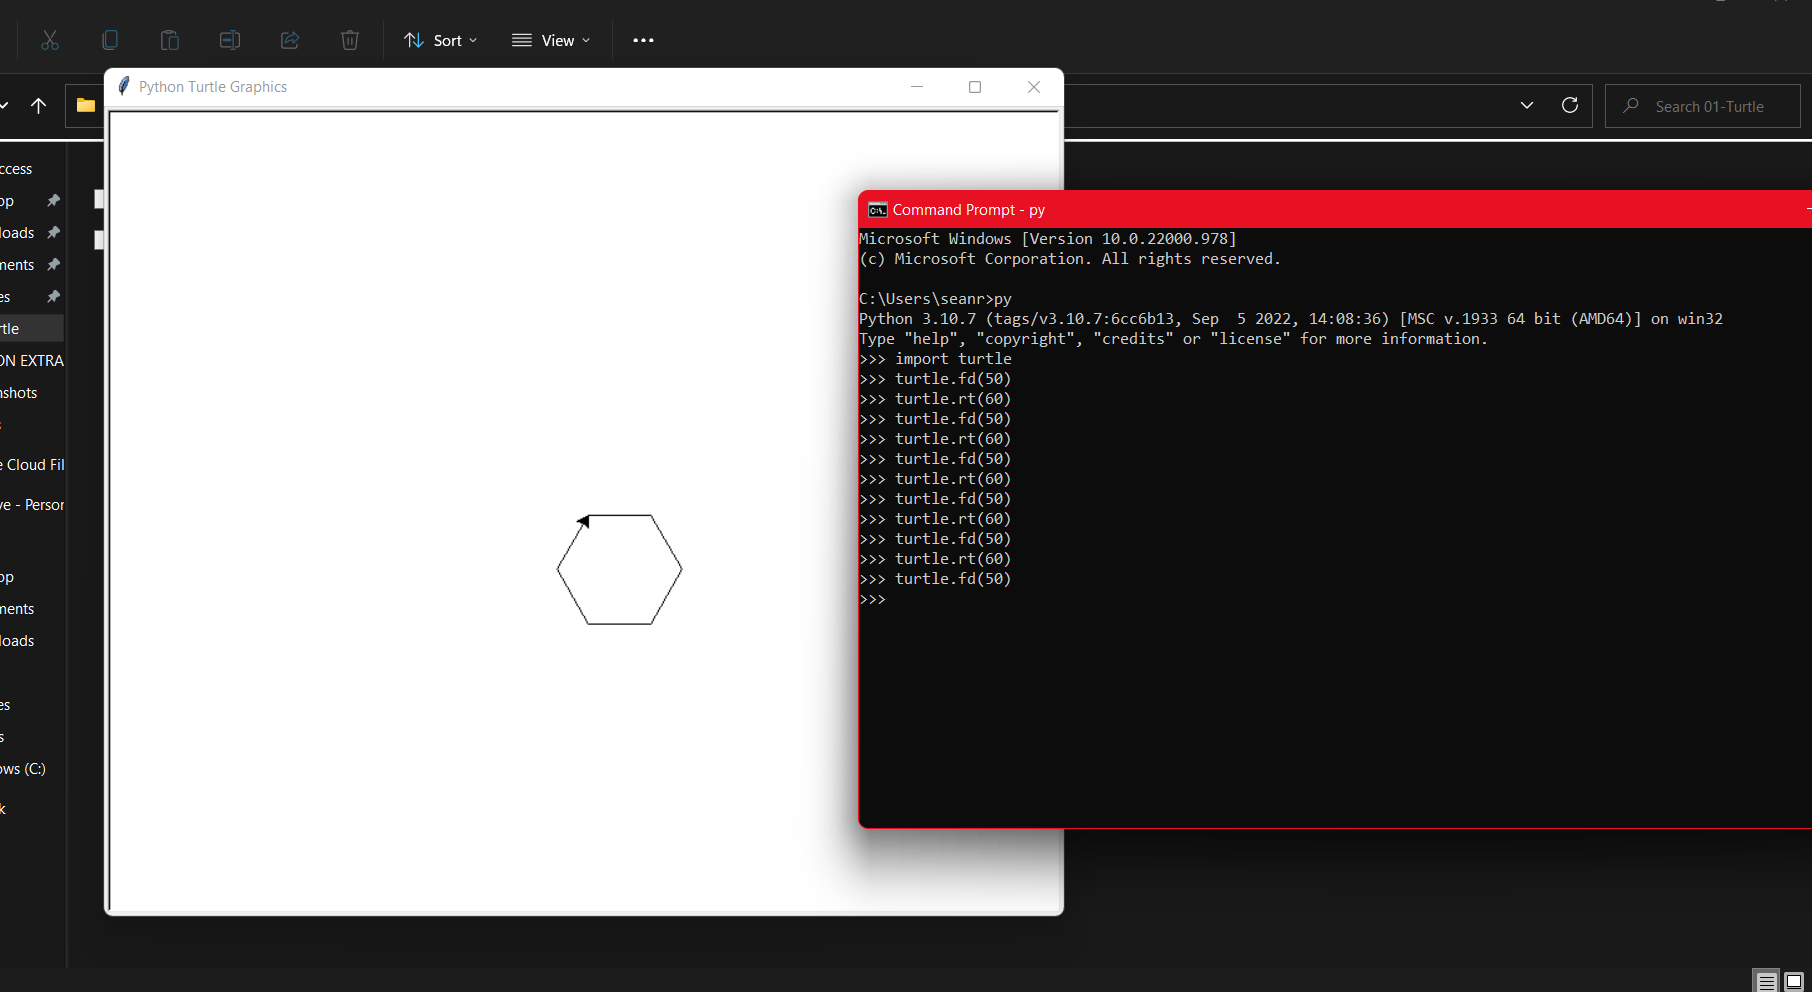 Sort
View
Python Turtle Graphics
Search 01-Turtle
ccess
op
loads
ments
es
rtle
ON EXTRA
nshots
s
e Cloud Fil
ve - Person
op
ments
loads
es
s
ows (C:)
k
Command Prompt - py
Microsoft Windows [Version 10.0.22000.978]
(c) Microsoft Corporation. All rights reserved.
C:\Users\seanr>py
Python 3.10.7 (tags/v3.10.7:6cc6b13, Sep  5 2022, 14:08:36) [MSC v.1933 64 bit (AMD64)] on win32
Type "help", "copyright", "credits" or "license" for more information.
>>> import turtle
>>> turtle.fd(50)
>>> turtle.rt(60)
>>> turtle.fd(50)
>>> turtle.rt(60)
>>> turtle.fd(50)
>>> turtle.rt(60)
>>> turtle.fd(50)
>>> turtle.rt(60)
>>> turtle.fd(50)
>>> turtle.rt(60)
>>> turtle.fd(50)
>>>